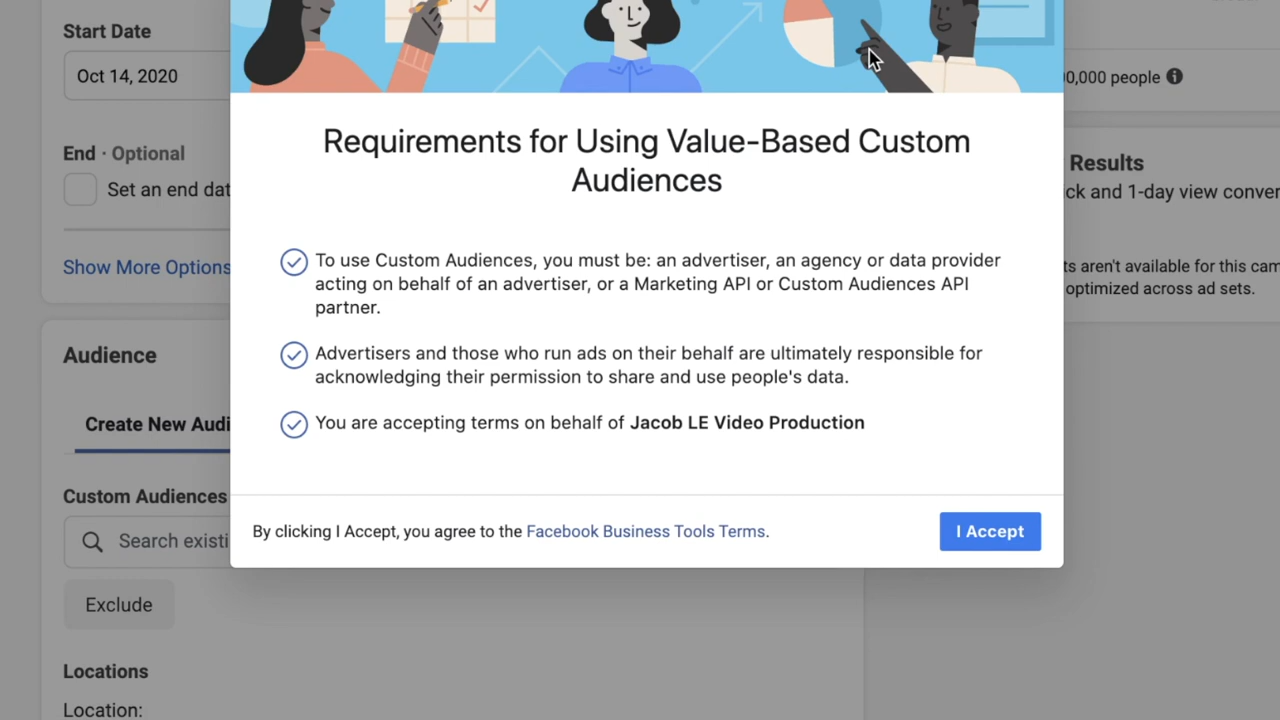 Start Date
Oct 14, 2020
End · Optional
Set an end dat
Show More Options
Audience
Create New Audi
Custom Audiences
Search existi
Exclude
Locations
Location:
Requirements for Using Value-Based Custom
Audiences
To use Custom Audiences, you must be: an advertiser, an agency or data provider
acting on behalf of an advertiser, or a Marketing API or Custom Audiences API
partner.
Advertisers and those who run ads on their behalf are ultimately responsible for
acknowledging their permission to share and use people's data.
You are accepting terms on behalf of Jacob LE Video Production
By clicking I Accept, you agree to the Facebook Business Tools Terms.
I Accept
0,000 people
Results
ck and 1-day view conver
ts aren't available for this cam
optimized across ad sets.